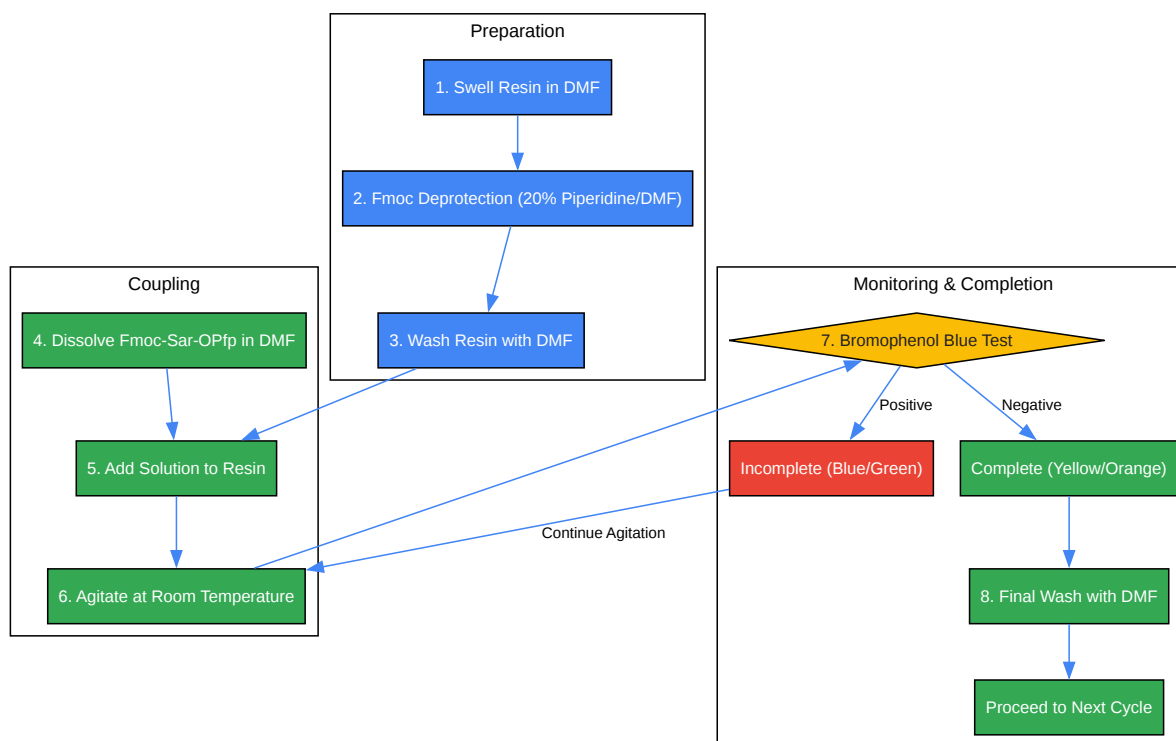 Preparation
1. Swell Resin in DMF
2. Fmoc Deprotection (20% Piperidine/DMF)
3. Wash Resin with DMF
Coupling
4. Dissolve Fmoc-Sar-OPfp in DMF
5. Add Solution to Resin
6. Agitate at Room Temperature
Monitoring & Completion
7. Bromophenol Blue Test
Positive
Negative
Incomplete (Blue/Green)
Complete (Yellow/Orange)
Continue Agitation
8. Final Wash with DMF
Proceed to Next Cycle